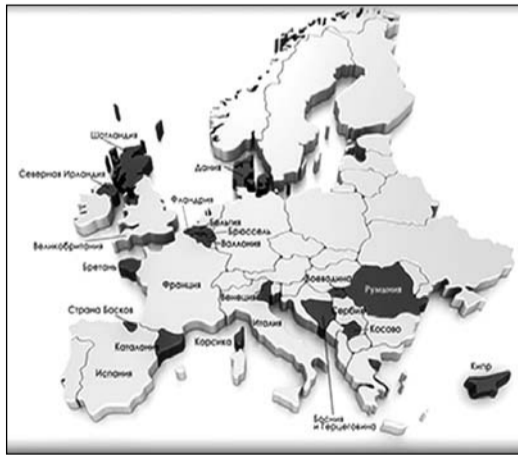 Шотландия
Северная Ирландия
Дания
Фландрия
Бельгия
Брюссель
Валлония
Великобритания
Бретань
Франция
Воеводина
Румыния
Венеция
Сербия
Страна Басков
Италия
Косово
Каталония
Корсика
Испания
Кипр
Босния
и Герцеговина